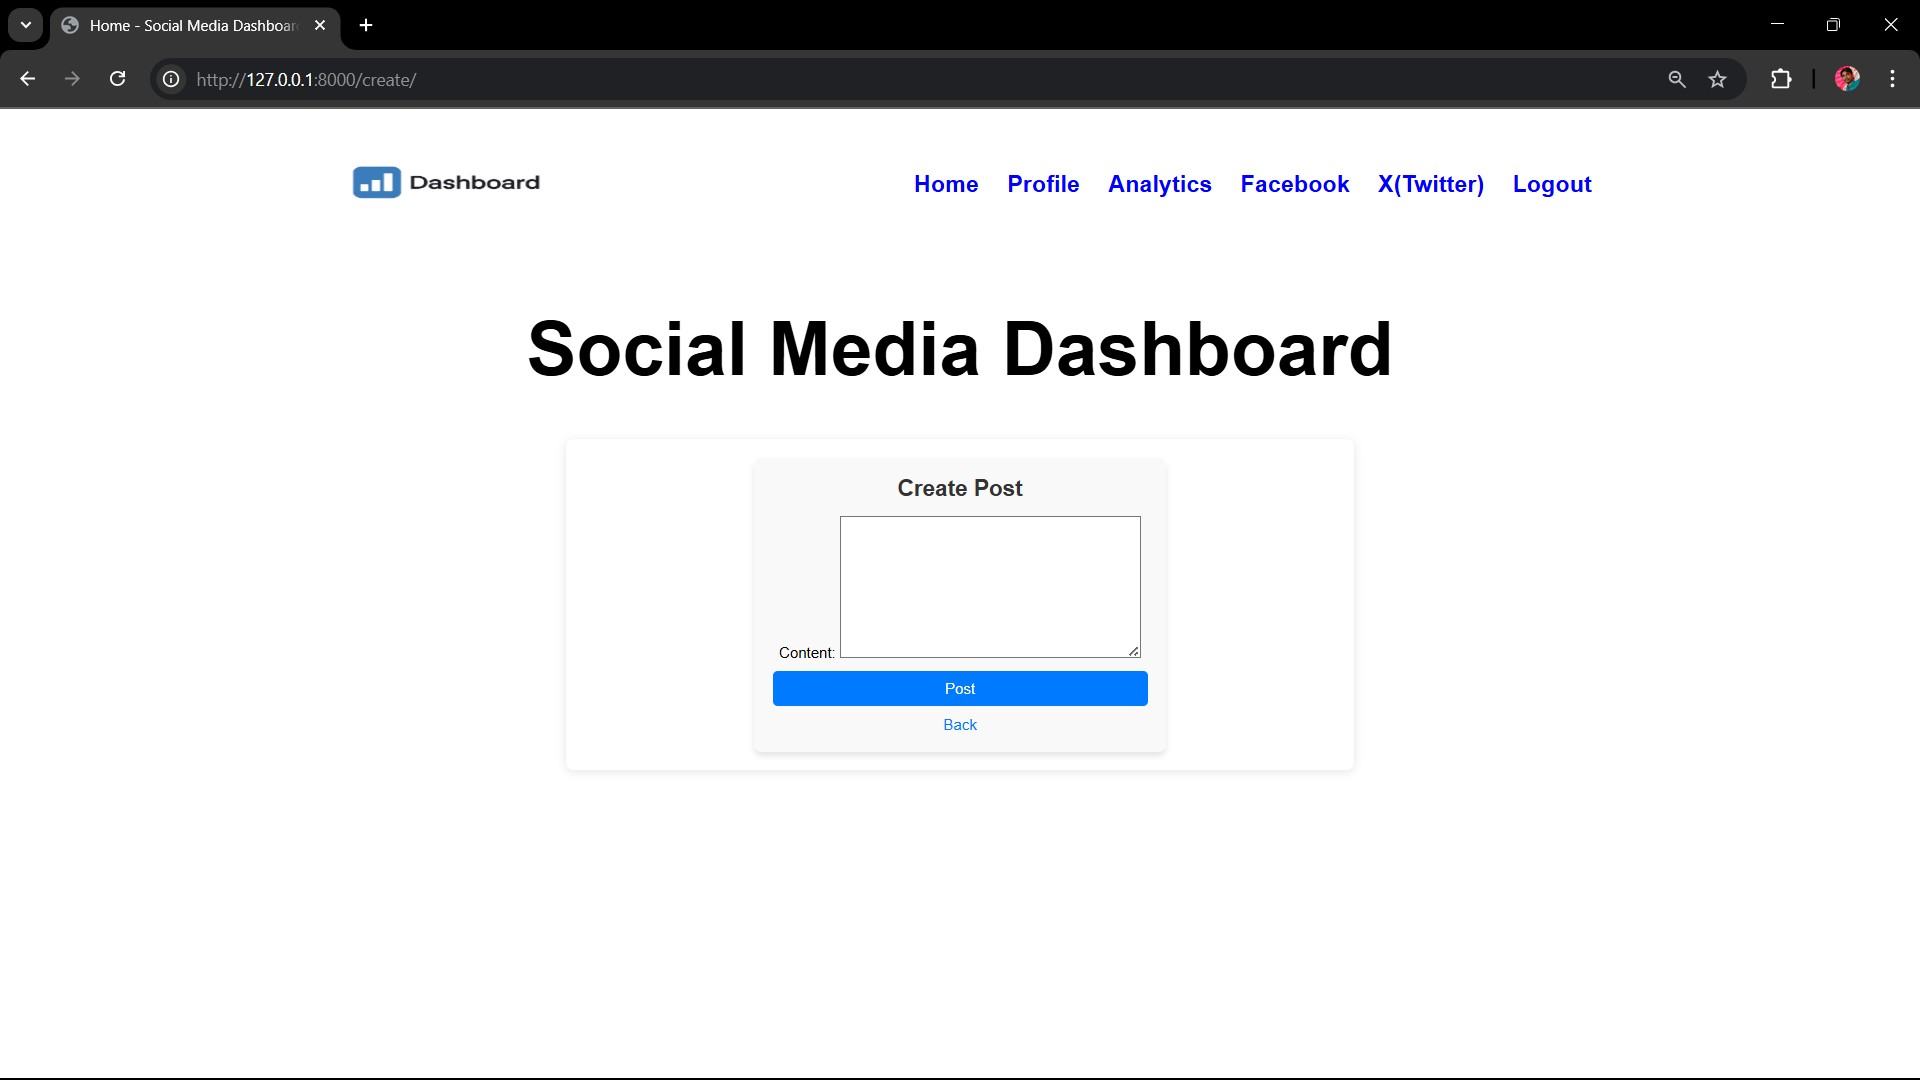 Home - Social Media Dashboar
http://127.0.0.1:8000/create/
Dashboard
Home Profile Analytics Facebook X(Twitter) Logout
Social Media Dashboard
Create Post
Content:
Post
Back